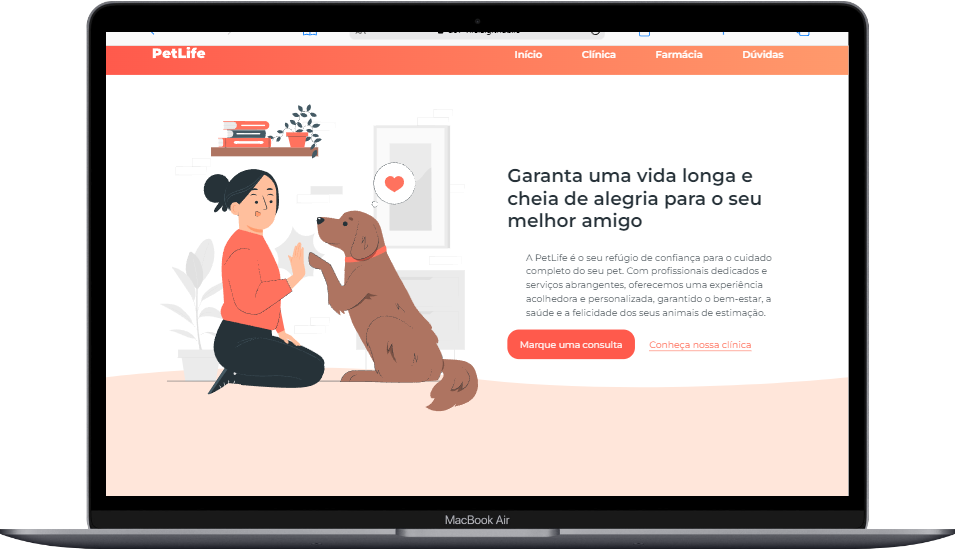 PetLife
Início Clínica Farmácia Dúvidas
Garanta uma vida longa e
cheia de alegria para o seu
melhor amigo
A PetLife é o seu refúgio de confiança para o cuidado
completo do seu pet. Com profissionais dedicados e
serviços abrangentes, oferecemos uma experiência
acolhedora e personalizada, garantido o bem-estar, a
saúde e a felicidade dos seus animais de estimação.
Marque uma consulta Conheça nossa clínica
MacBook Air